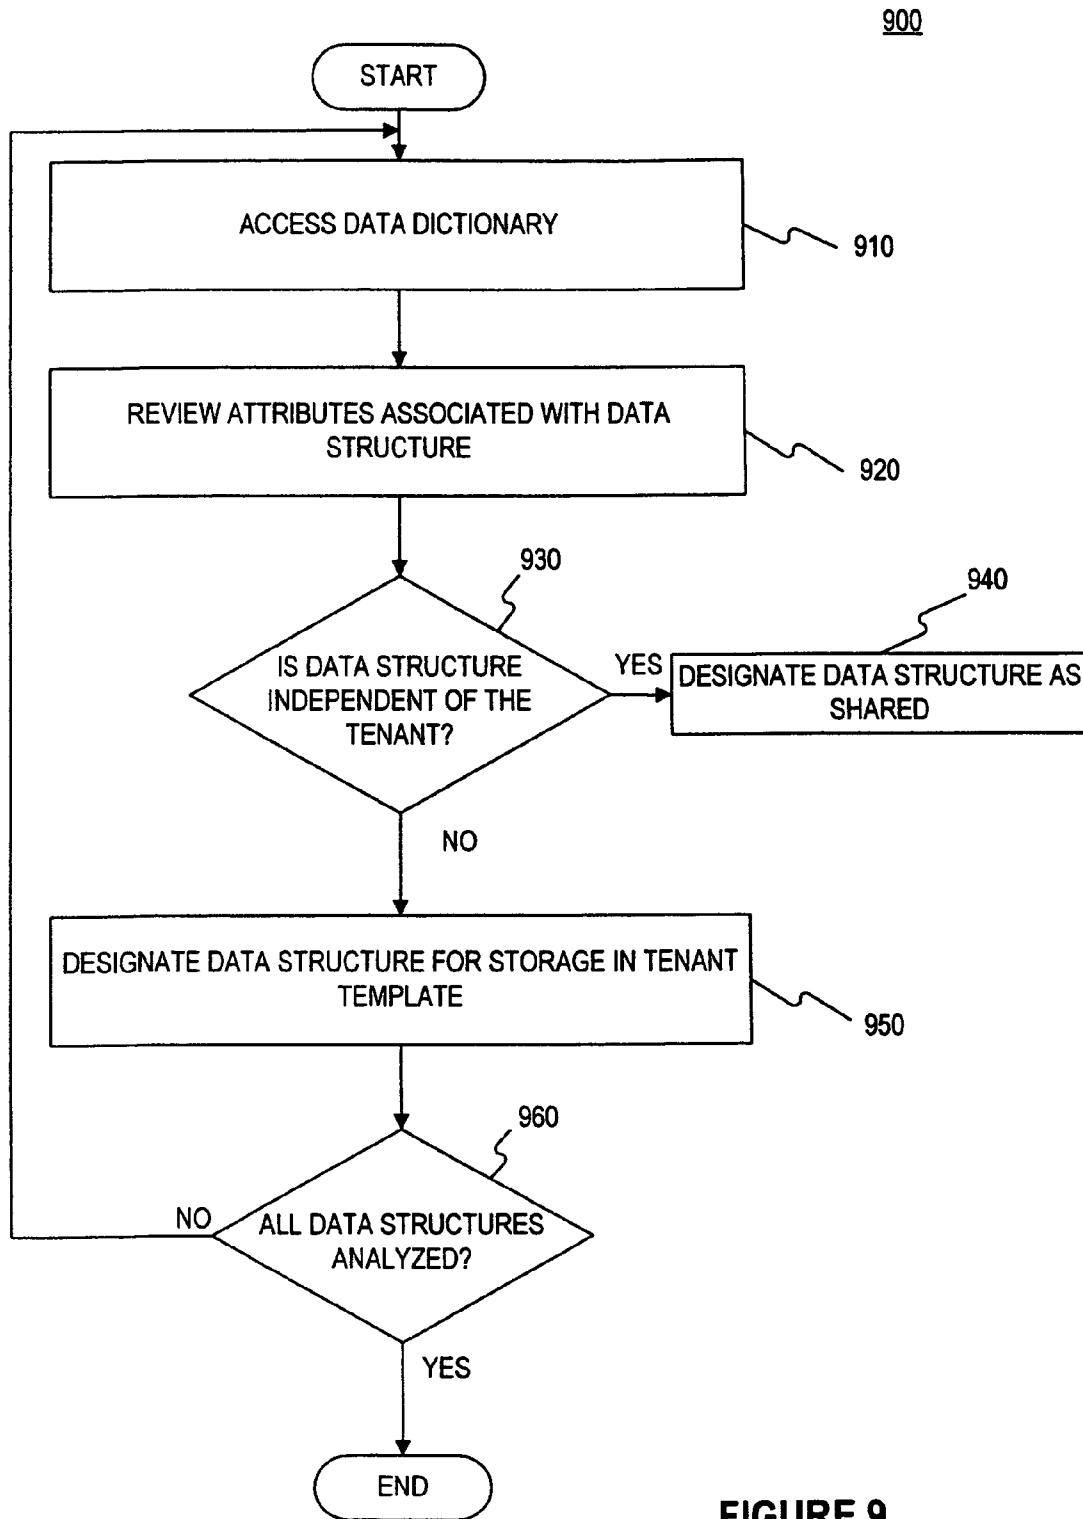 900
START
ACCESS DATA DICTIONARY
910
REVIEW ATTRIBUTES ASSOCIATED WITH DATA
STRUCTURE
920
930
940
IS DATA STRUCTURE
INDEPENDENT OF THE
TENANT?
YES
DESIGNATE DATA STRUCTURE AS
SHARED
NO
DESIGNATE DATA STRUCTURE FOR STORAGE IN TENANT
TEMPLATE
950
960
NO
ALL DATA STRUCTURES
ANALYZED?
YES
END
FIGURE 9